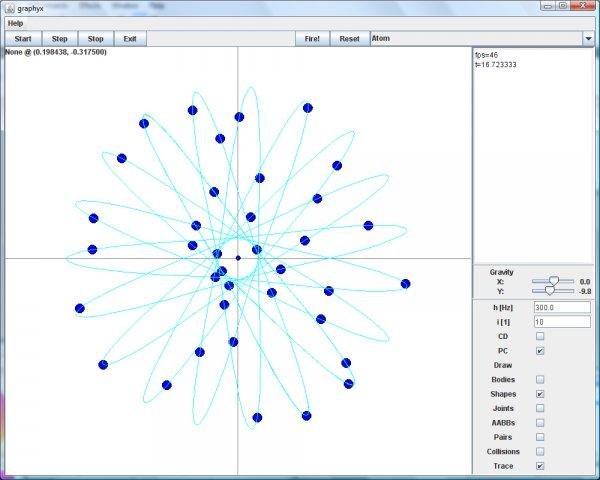 graphyx
Help
Start Step Stop Exit Fire! Reset Atom
None @ (0.198438, -0.317500)
fps=46
t=16.723333
Gravity
X: 0.0
Y: -9.8
h [Hz] 300.0
i [1] 10
CD
PC
Draw
Bodies
Shapes
Joints
AABBs
Pairs
Collisions
Trace